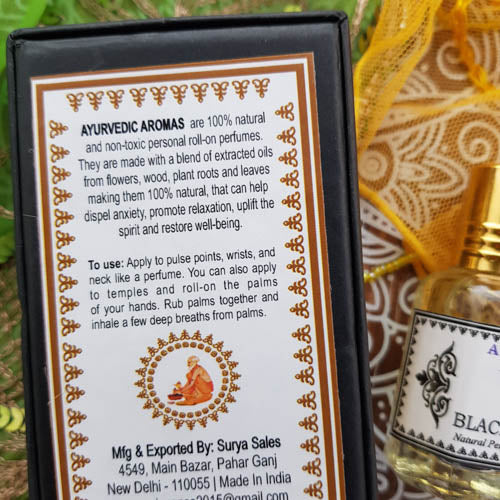 AYURVEDIC AROMAS are 100% natural
and non-toxic personal roll-on perfumes.
They are made with a blend of extracted oils
from flowers, wood, plant roots and leaves
making them 100% natural, that can help
dispel anxiety, promote relaxation, uplift the
spirit and restore well-being.
To use: Apply to pulse points, wrists, and
neck like a perfume. You can also apply
to temples and roll-on the palms
of your hands. Rub palms together and
inhale a few deep breaths from palms.
Mfg & Exported By: Surya Sales
4549, Main Bazar, Pahar Ganj
New Delhi - 110055 | Made In India
BLAC
Natural Pe